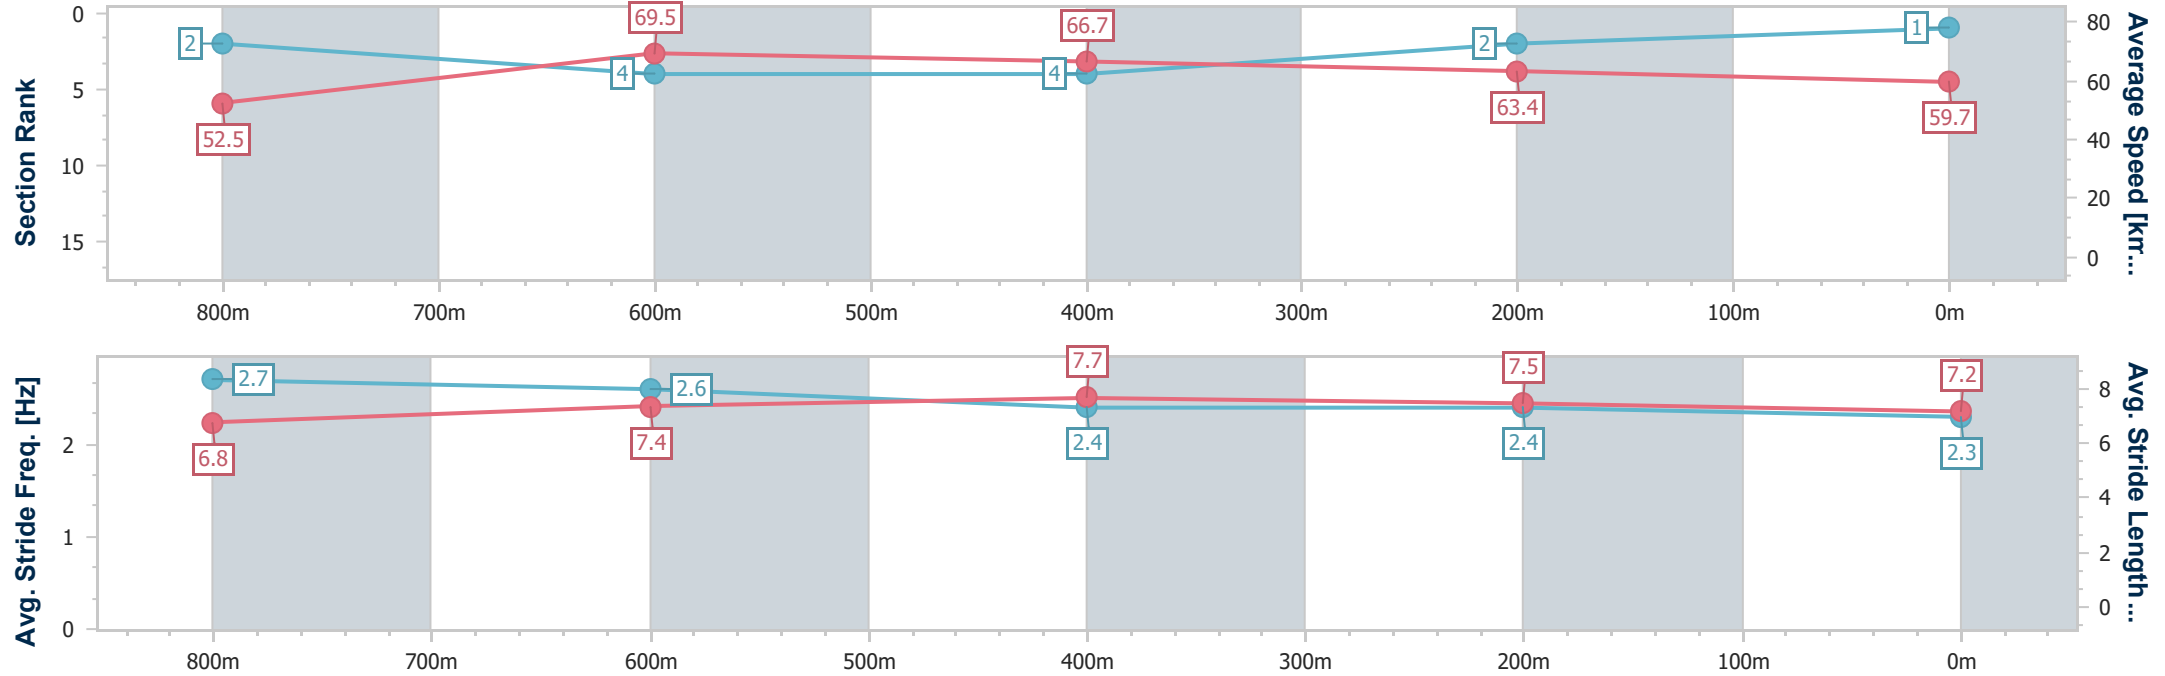 Section Rank
0
5
10
15
2
4
4
2
1
52.5
69.5
66.7
63.4
59.7
80
60
40
20
0
Average Speed [km...
800m
700m
600m
500m
400m
300m
200m
100m
0m
Avg. Stride Freq. [Hz]
2
1
0
2.7
2.6
2.4
2.4
2.3
6.8
7.4
7.7
7.5
7.2
8
6
4
2
0
Avg. Stride Length ...
800m
700m
600m
500m
400m
300m
200m
100m
0m